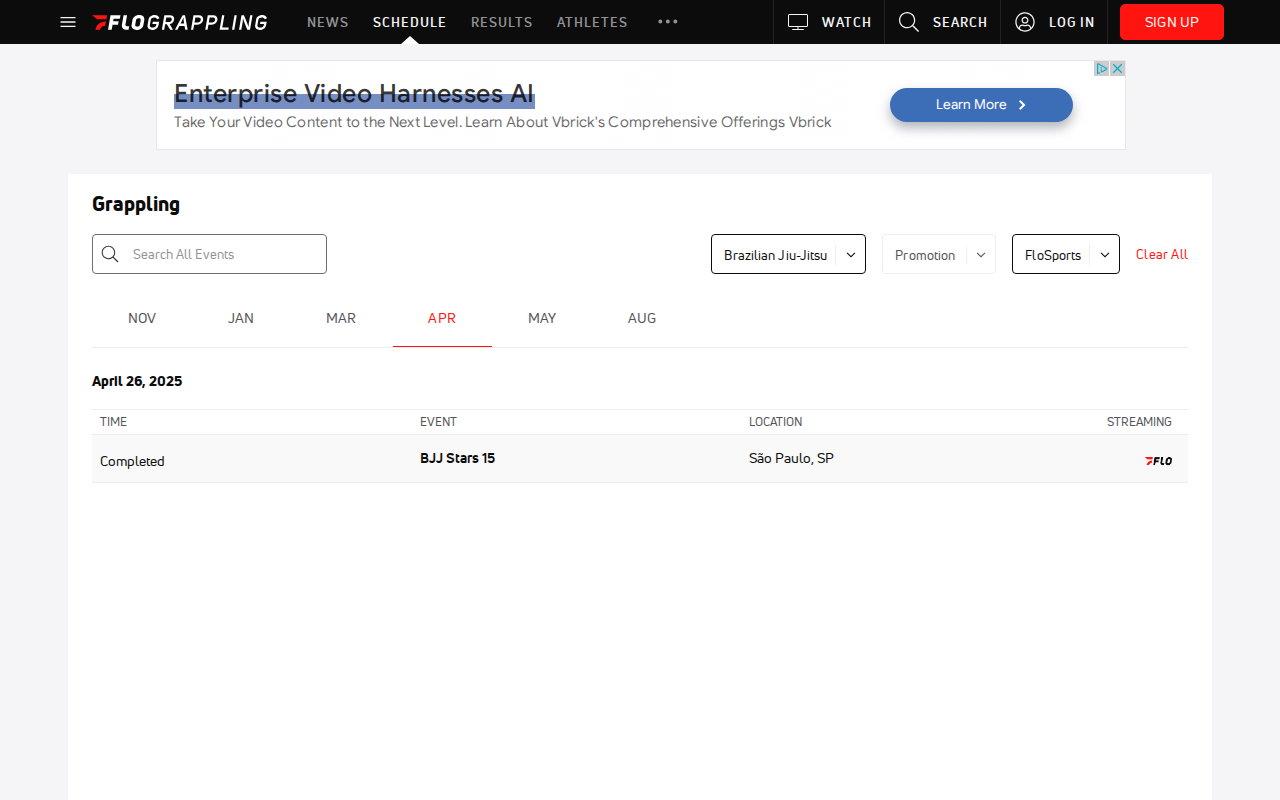 FLOGRAPPLING NEWS SCHEDULE RESULTS ATHLETES ••• WATCH SEARCH LOG IN SIGN UP
Enterprise Video Harnesses AI
Take Your Video Content to the Next Level. Learn About Vbrick's Comprehensive Offerings Vbrick
Learn More
Grappling
Search All Events Brazilian Jiu-Jitsu Promotion FloSports Clear All
NOV JAN MAR APR MAY AUG
April 26, 2025
TIME EVENT LOCATION STREAMING
Completed BJJ Stars 15 São Paulo, SP FLO